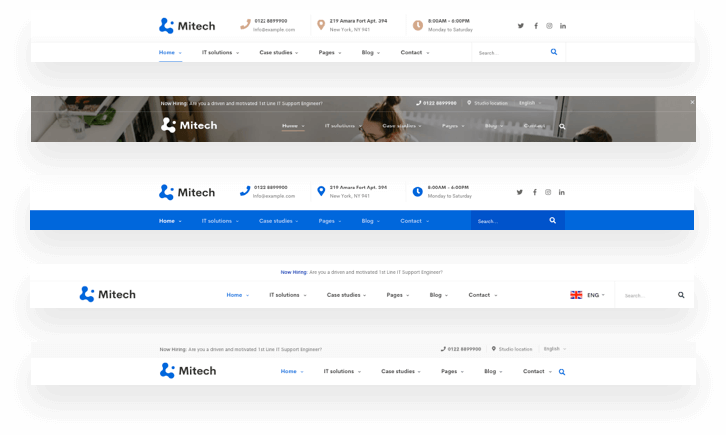 Mitech
0122 8899900
info@example.com
219 Amara Fort Apt. 394
New York, NY 941
8:00AM - 6:00PM
Monday to Saturday
Home IT solutions Case studies Pages Blog Contact Search...
Now Hiring: Are you a driven and motivated 1st Line IT Support Engineer? 0122 8899900 Studio location English
Mitech Home IT solutions Case studies Pages Blog Contact
Mitech
0122 8899900
info@example.com
219 Amara Fort Apt. 394
New York, NY 941
8:00AM - 6:00PM
Monday to Saturday
Home IT solutions Case studies Pages Blog Contact Search...
Now Hiring: Are you a driven and motivated 1st Line IT Support Engineer?
Mitech Home IT solutions Case studies Pages Blog Contact ENG Search...
Now Hiring: Are you a driven and motivated 1st Line IT Support Engineer? 0122 8899900 Studio location English
Mitech Home IT solutions Case studies Pages Blog Contact